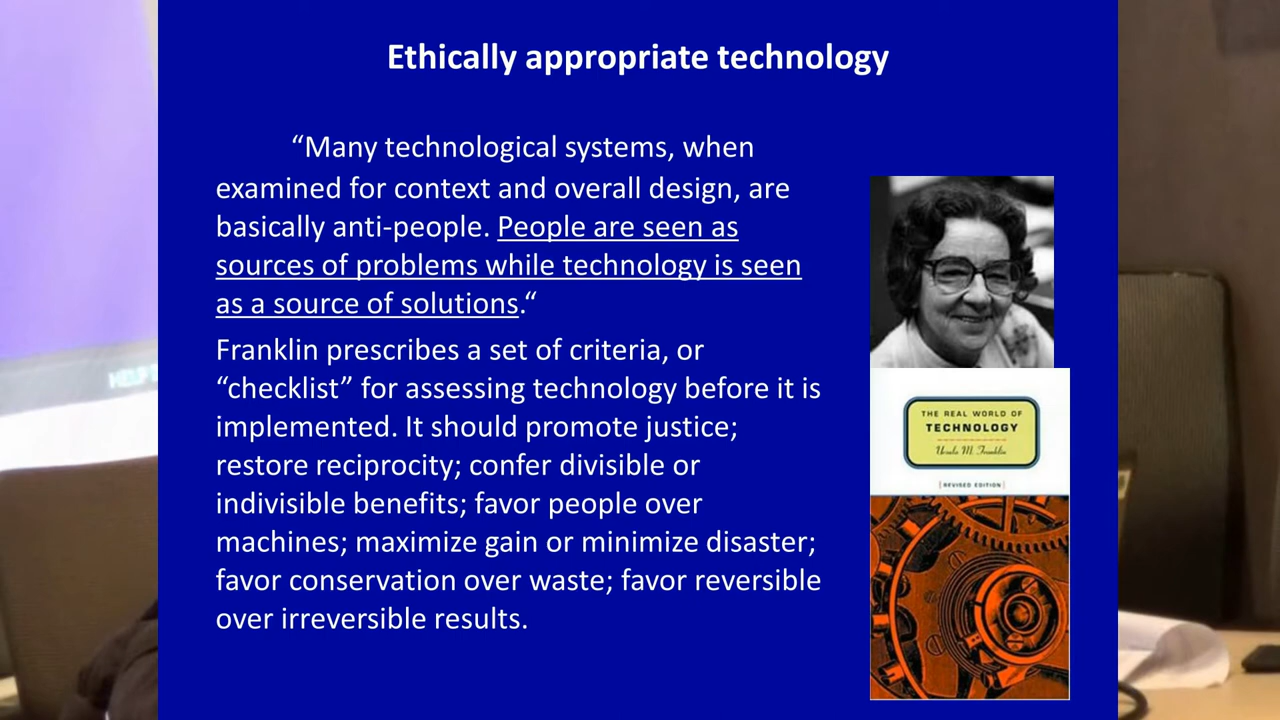 Ethically appropriate technology
“Many technological systems, when
examined for context and overall design, are
basically anti-people. People are seen as
sources of problems while technology is seen
as a source of solutions.“
Franklin prescribes a set of criteria, or
“checklist” for assessing technology before it is
implemented. It should promote justice;
restore reciprocity; confer divisible or
indivisible benefits; favor people over
machines; maximize gain or minimize disaster;
favor conservation over waste; favor reversible
over irreversible results.
THE REAL WORLD OF
TECHNOLOGY
Ursula M. Franklin
[REVISED EDITION]